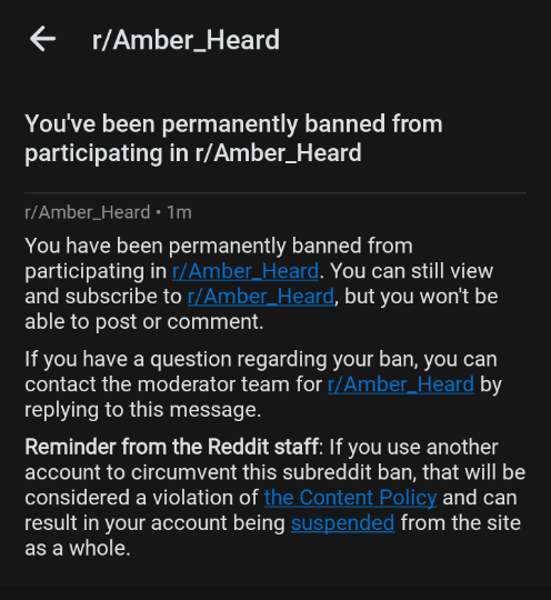 r/Amber_Heard
You've been permanently banned from
participating in r/Amber_Heard
r/Amber_Heard • 1m
You have been permanently banned from
participating in r/Amber_Heard. You can still view
and subscribe to r/Amber_Heard, but you won't be
able to post or comment.
If you have a question regarding your ban, you can
contact the moderator team for r/Amber_Heard by
replying to this message.
Reminder from the Reddit staff: If you use another
account to circumvent this subreddit ban, that will be
considered a violation of the Content Policy and can
result in your account being suspended from the site
as a whole.